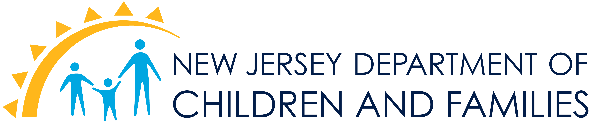 NEW JERSEY DEPARTMENT OF
CHILDREN AND FAMILIES